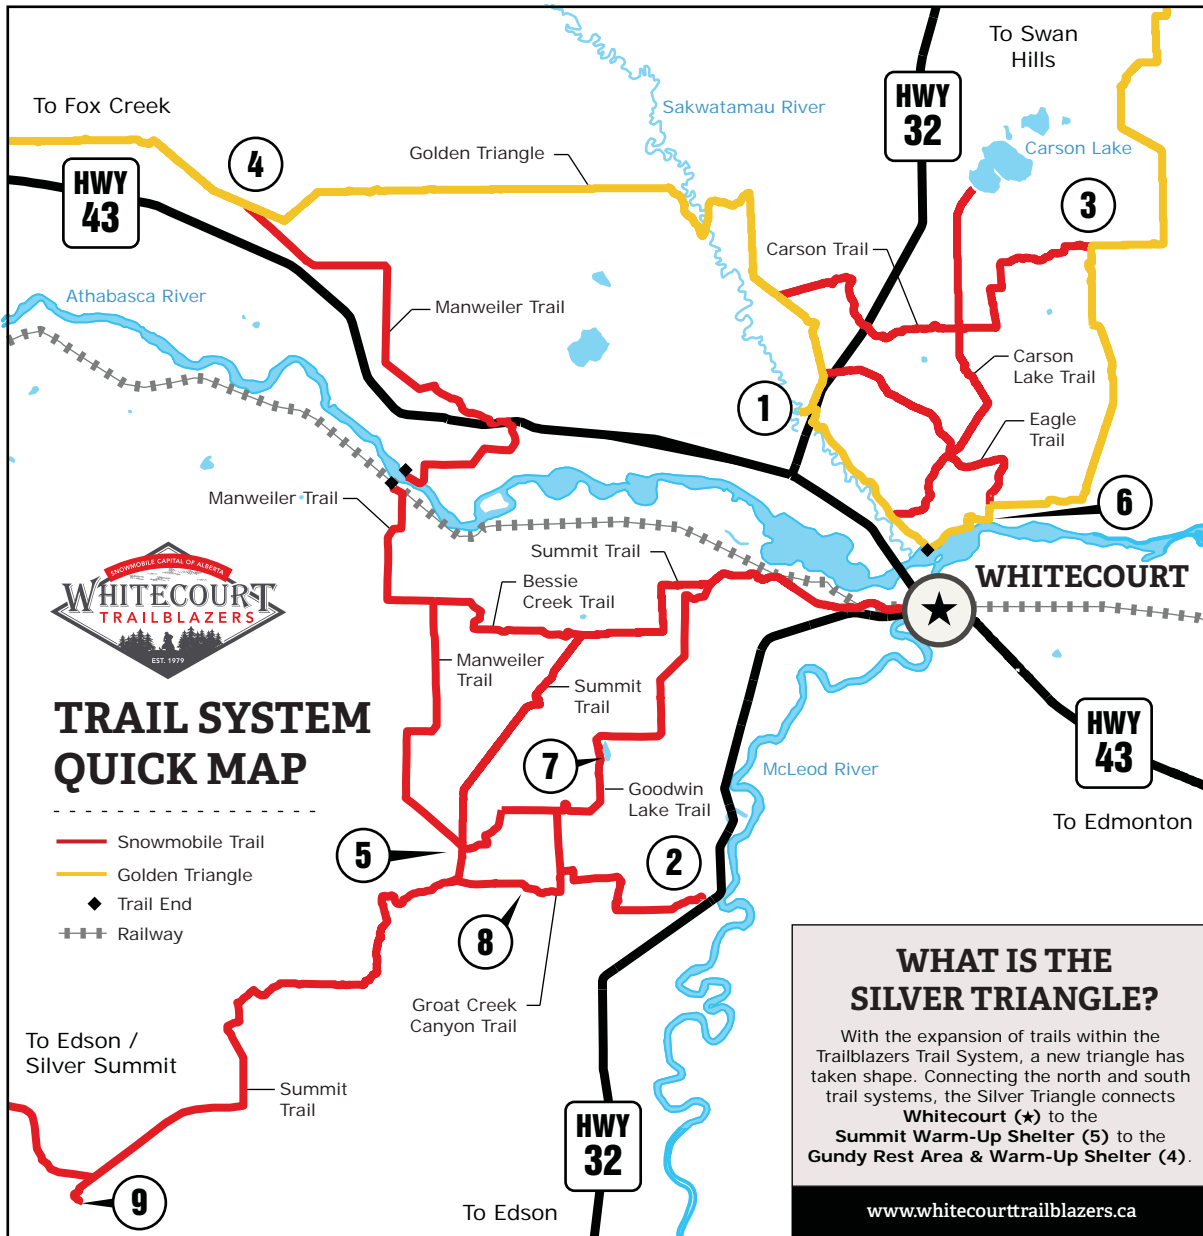 To Swan
Hills
HWY
32
To Fox Creek
Sakwatamau River
Carson Lake
4
Golden Triangle
HWY
43
3
Carson Trail
Athabasca River
Manweiler Trail
Carson
Lake Trail
1
Eagle
Trail
Manweiler Trail
6
Summit Trail
SNOWMOBILE CAPITAL OF ALBERTA
WHITECOURT
TRAILBLAZERS
EST. 1979
Bessie
Creek Trail
WHITECOURT
Manweiler
Trail
Summit
Trail
TRAIL SYSTEM
QUICK MAP
HWY
43
7
McLeod River
Goodwin
Lake Trail
To Edmonton
Snowmobile Trail
Golden Triangle
Trail End
Railway
5
2
8
Groat Creek
Canyon Trail
To Edson /
Silver Summit
Summit
Trail
HWY
32
9
To Edson
WHAT IS THE
SILVER TRIANGLE?
With the expansion of trails within the
Trailblazers Trail System, a new triangle has
taken shape. Connecting the north and south
trail systems, the Silver Triangle connects
Whitecourt (★) to the
Summit Warm-Up Shelter (5) to the
Gundy Rest Area & Warm-Up Shelter (4).
www.whitecourttrailblazers.ca